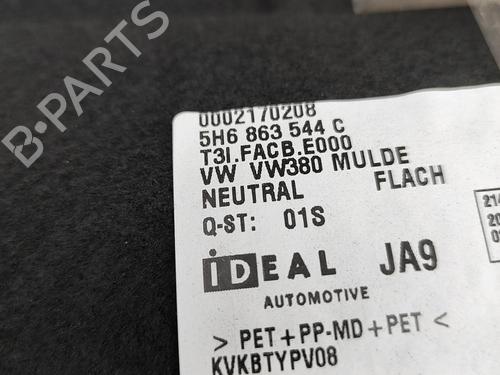 0002170208
5H6 863 544 C
T3I.FACB.E000
VW VW380 MULDE
NEUTRAL FLACH
Q-ST: 01S
IDEAL JA9
AUTOMOTIVE
> PET+PP-MD+PET <
KVKBTYPV08
B-PARTS